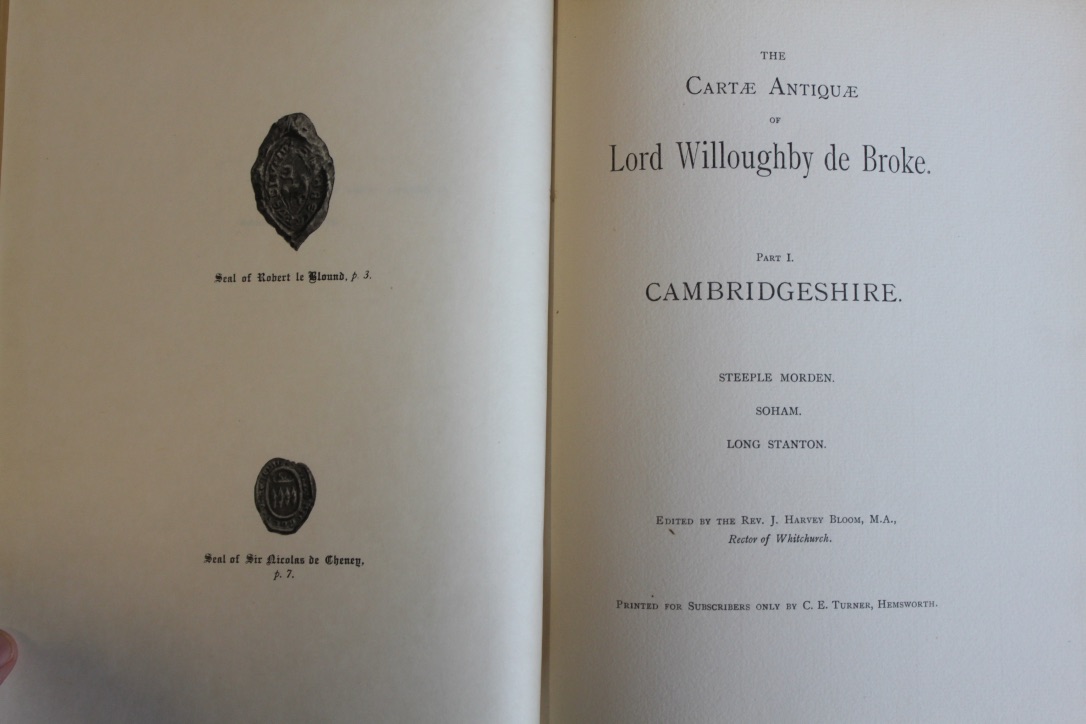 Seal of Robert le Blound, p. 3.
Seal of Sir Nicolas de Cheney,
p. 7.
THE
CARTÆ ANTIQUÆ
OF
Lord Willoughby de Broke.
PART I.
CAMBRIDGESHIRE.
STEEPLE MORDEN.
SOHAM.
LONG STANTON.
EDITED BY THE REV. J. HARVEY BLOOM, M.A.,
Rector of Whitchurch.
PRINTED FOR SUBSCRIBERS ONLY BY C. E. TURNER, HEMSWORTH.